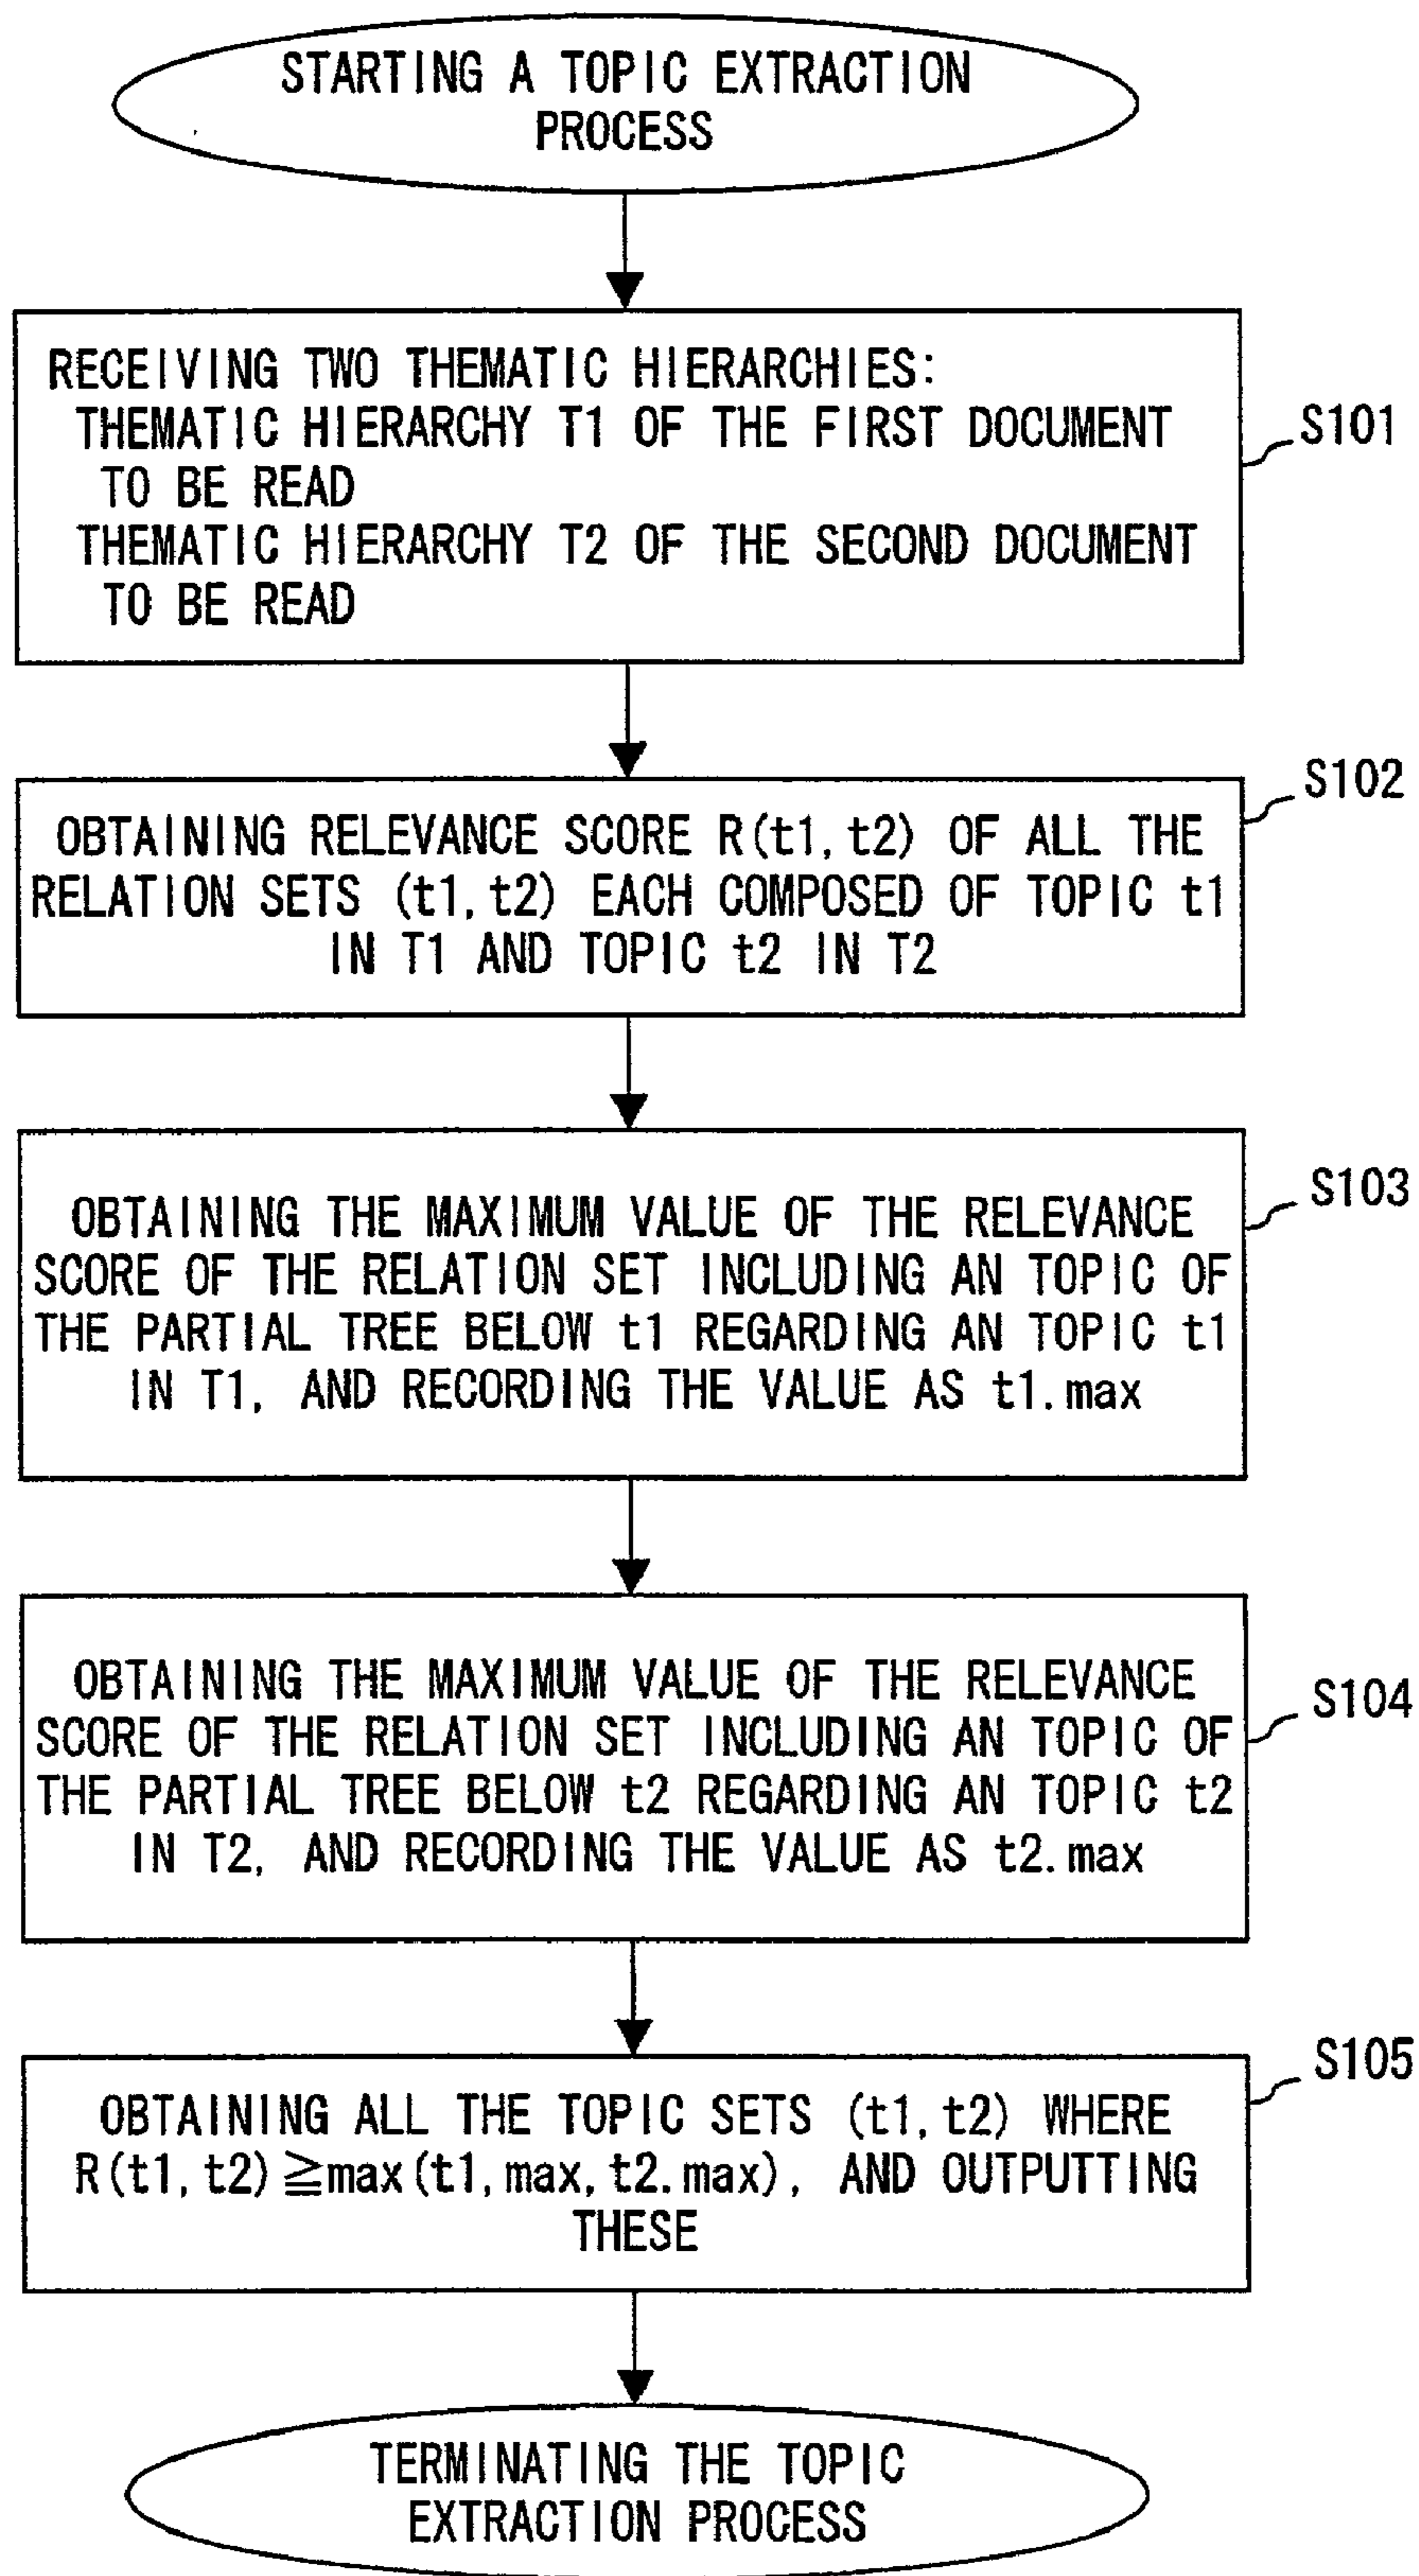 STARTING A TOPIC EXTRACTION
PROCESS
RECEIVING TWO THEMATIC HIERARCHIES:
THEMATIC HIERARCHY T1 OF THE FIRST DOCUMENT
TO BE READ
THEMATIC HIERARCHY T2 OF THE SECOND DOCUMENT
TO BE READ
S101
OBTAINING RELEVANCE SCORE R(t1, t2) OF ALL THE
RELATION SETS (t1, t2) EACH COMPOSED OF TOPIC t1
IN T1 AND TOPIC t2 IN T2
S102
OBTAINING THE MAXIMUM VALUE OF THE RELEVANCE
SCORE OF THE RELATION SET INCLUDING AN TOPIC OF
THE PARTIAL TREE BELOW t1 REGARDING AN TOPIC t1
IN T1, AND RECORDING THE VALUE AS t1.max
S103
OBTAINING THE MAXIMUM VALUE OF THE RELEVANCE
SCORE OF THE RELATION SET INCLUDING AN TOPIC OF
THE PARTIAL TREE BELOW t2 REGARDING AN TOPIC t2
IN T2, AND RECORDING THE VALUE AS t2.max
S104
OBTAINING ALL THE TOPIC SETS (t1, t2) WHERE
R(t1, t2)≧max(t1, max, t2.max), AND OUTPUTTING
THESE
S105
TERMINATING THE TOPIC
EXTRACTION PROCESS